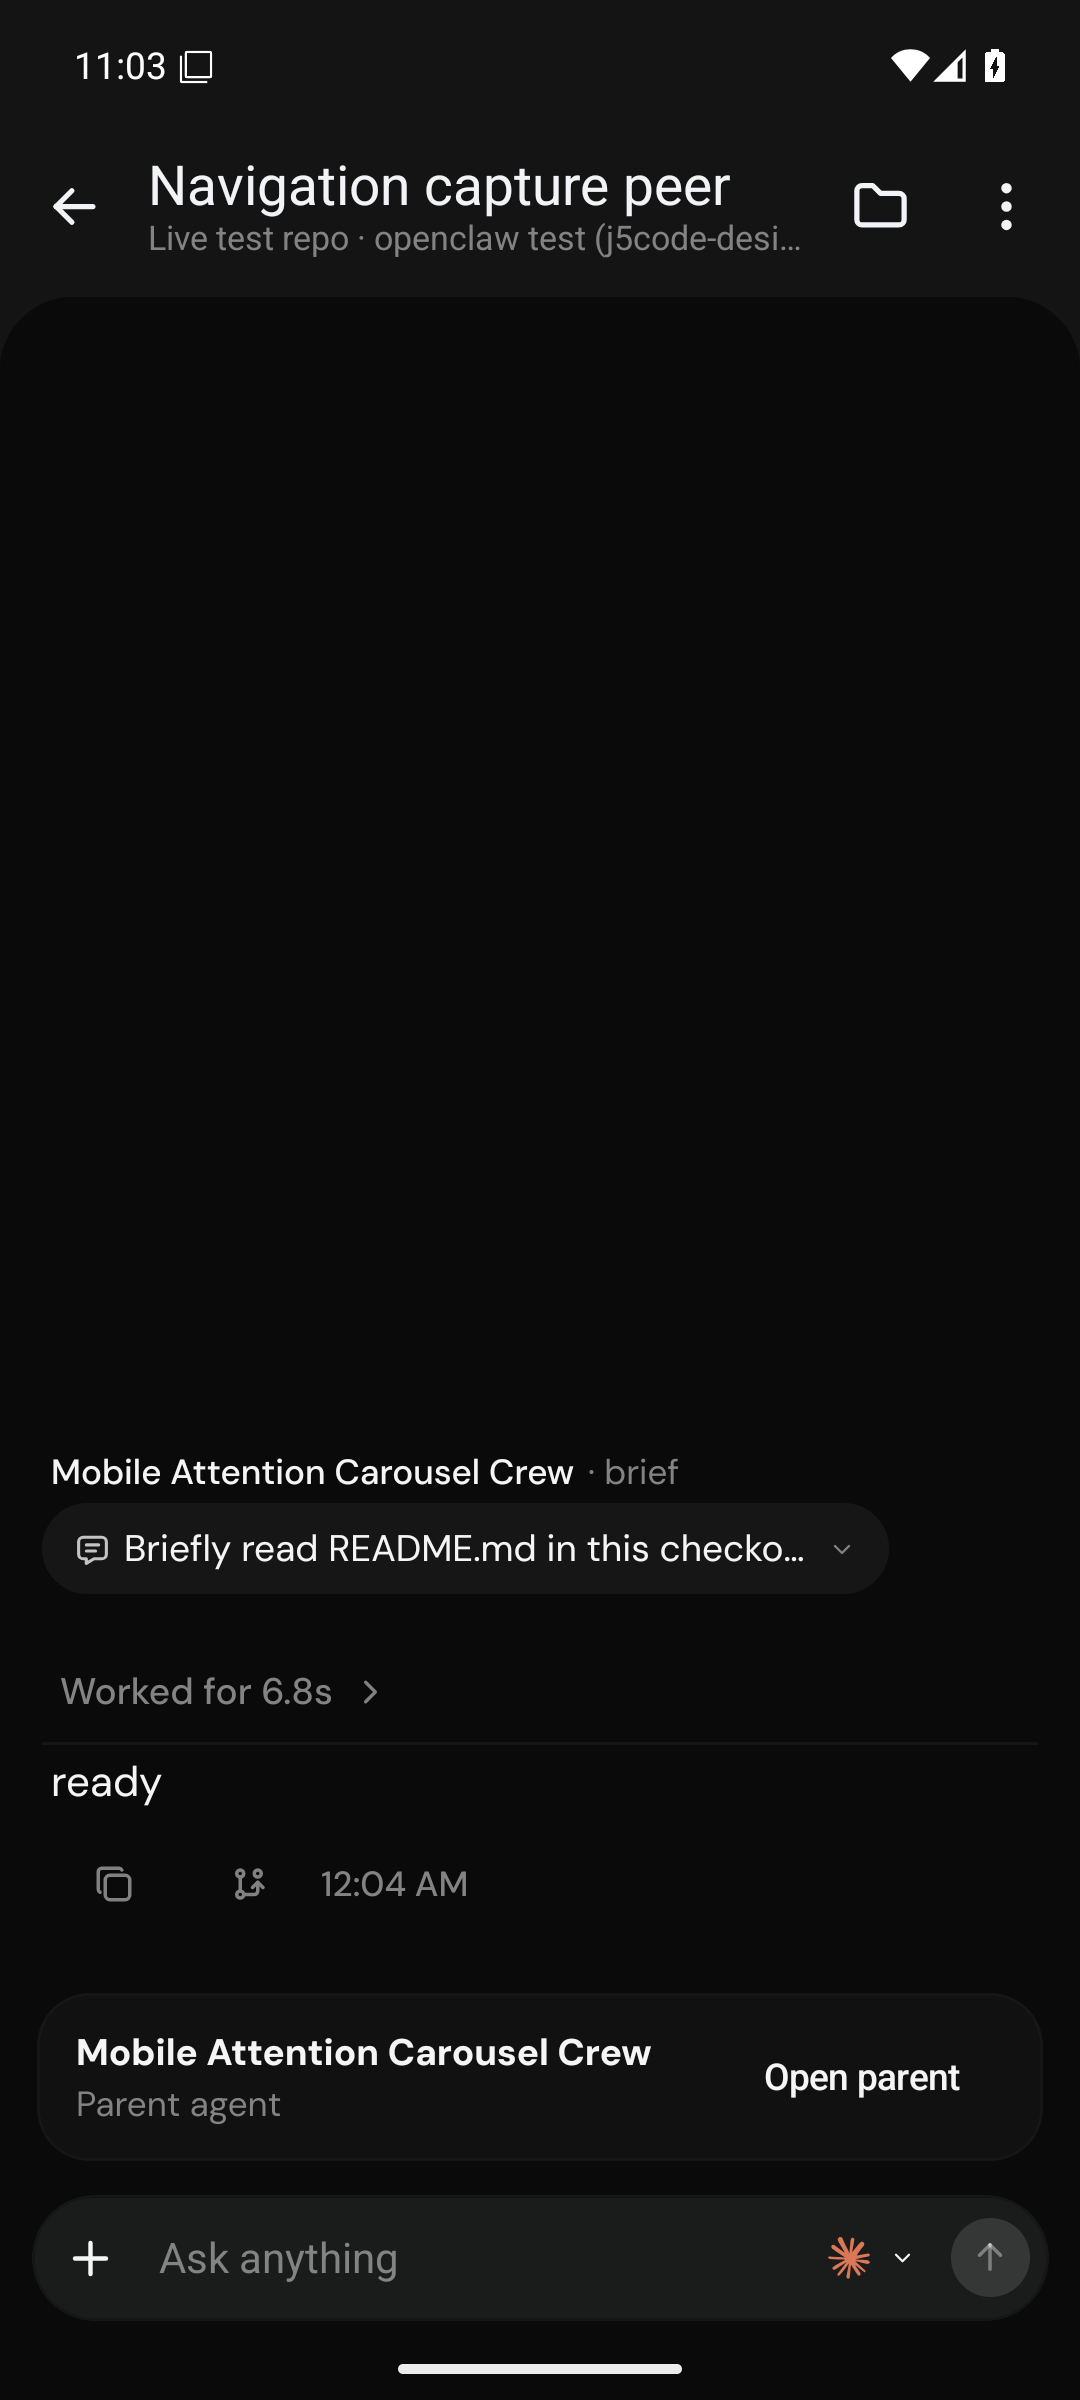 11:03
Navigation capture peer
Live test repo · openclaw test (j5code-desi...
Mobile Attention Carousel Crew · brief
Briefly read README.md in this checko...
Worked for 6.8s
ready
12:04 AM
Mobile Attention Carousel Crew
Parent agent
Open parent
Ask anything